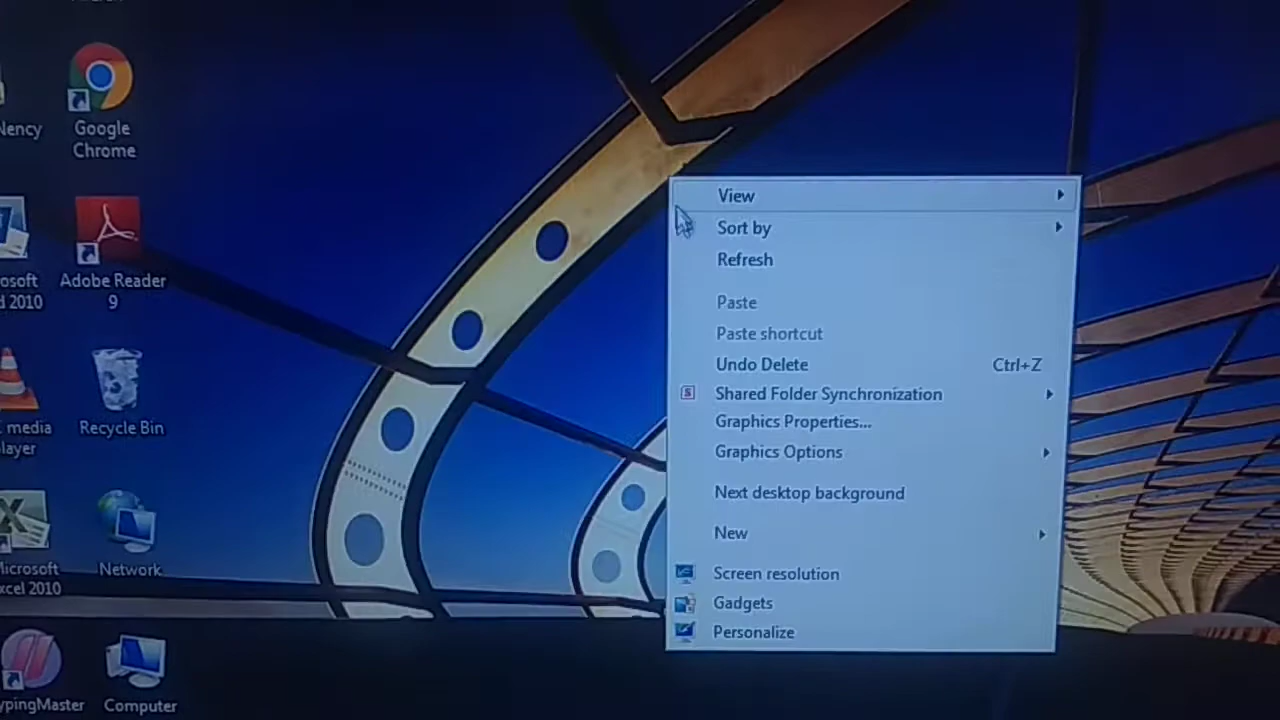 Nency
Google
Chrome
osoft
d 2010
Adobe Reader
9
media
layer
Recycle Bin
Microsoft
xcel 2010
Network
ypingMaster
Computer
View
Sort by
Refresh
Paste
Paste shortcut
Undo Delete Ctrl+Z
S Shared Folder Synchronization
Graphics Properties...
Graphics Options
Next desktop background
New
Screen resolution
Gadgets
Personalize